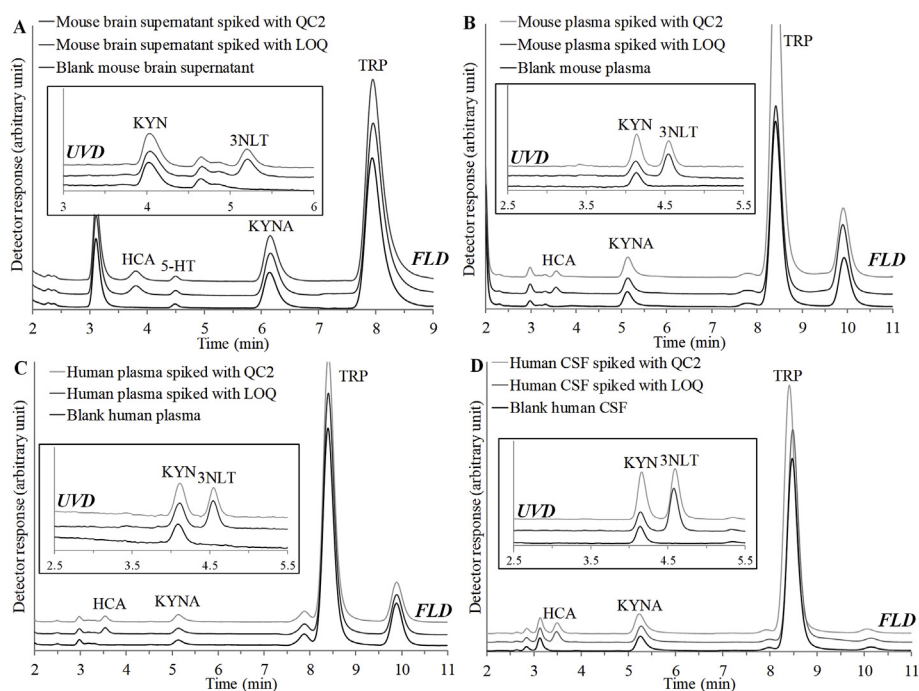 A
Mouse brain supernatant spiked with QC2
Mouse brain supernatant spiked with LOQ
Blank mouse brain supernatant
TRP
KYN
3NLT
UVD
3 4 5 6
HCA
5-HT
KYNA
FLD
2 3 4 5 6 7 8 9
Time (min)
Detector response (arbitrary unit)
B
Mouse plasma spiked with QC2
Mouse plasma spiked with LOQ
Blank mouse plasma
TRP
KYN
3NLT
UVD
2.5 3.5 4.5 5.5
HCA
KYNA
FLD
2 3 4 5 6 7 8 9 10 11
Time (min)
Detector response (arbitrary unit)
C
Human plasma spiked with QC2
Human plasma spiked with LOQ
Blank human plasma
TRP
KYN
3NLT
UVD
2.5 3.5 4.5 5.5
HCA
KYNA
FLD
2 3 4 5 6 7 8 9 10 11
Time (min)
Detector response (arbitrary unit)
D
Human CSF spiked with QC2
Human CSF spiked with LOQ
Blank human CSF
TRP
KYN
3NLT
UVD
2.5 3.5 4.5 5.5
HCA
KYNA
FLD
2 3 4 5 6 7 8 9 10 11
Time (min)
Detector response (arbitrary unit)